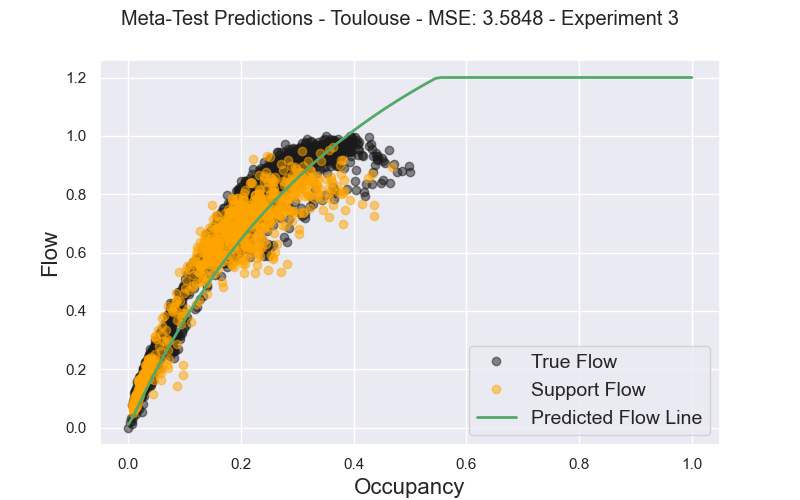 Meta-Test Predictions - Toulouse - MSE: 3.5848 - Experiment 3
Flow
1.2
1.0
0.8
0.6
0.4
0.2
0.0
True Flow
Support Flow
Predicted Flow Line
0.0 0.2 0.4 0.6 0.8 1.0
Occupancy